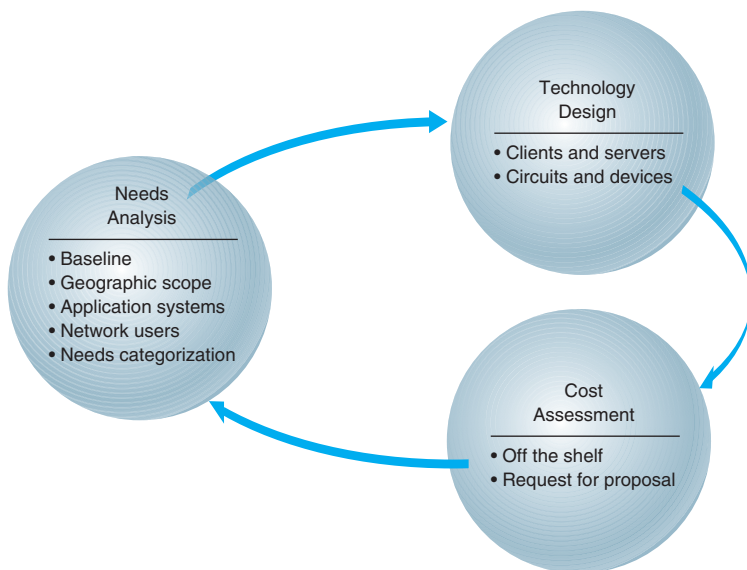 Needs
Analysis
• Baseline
• Geographic scope
• Application systems
• Network users
• Needs categorization
Technology
Design
• Clients and servers
• Circuits and devices
Cost
Assessment
• Off the shelf
• Request for proposal